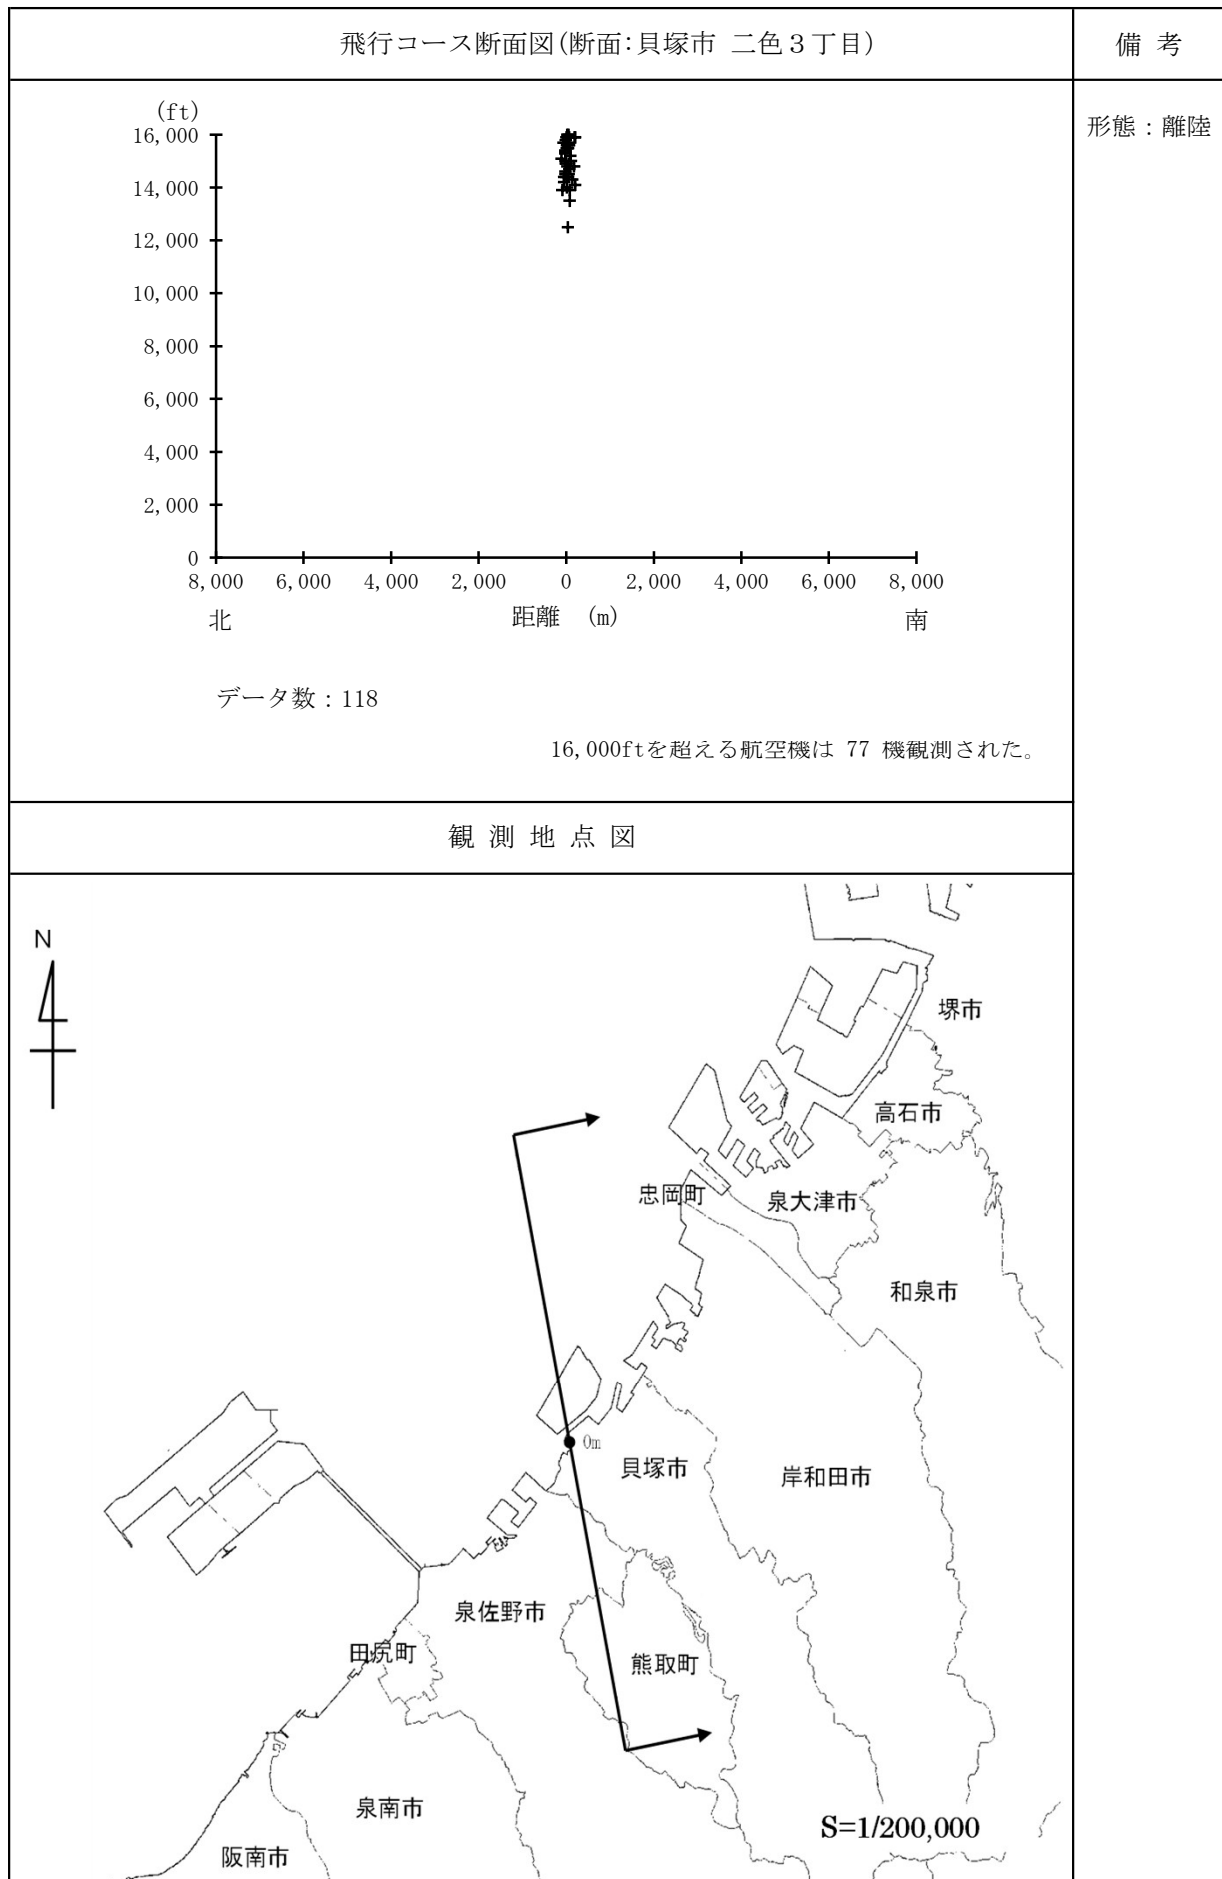 飛行コース断面図(断面:貝塚市 二色3丁目)
備 考
(ft)
形態:離陸
16,000
14,000
12,000
10,000
8,000
6,000
4,000
2,000
0
8,000 6,000 4,000 2,000 0 2,000 4,000 6,000 8,000
北 距離 (m) 南
データ数:118
16,000ftを超える航空機は 77 機観測された。
観 測 地 点 図
N
堺市
高石市
忠岡町
泉大津市
和泉市
0m
貝塚市
岸和田市
泉佐野市
田尻町
熊取町
泉南市
S=1/200,000
阪南市